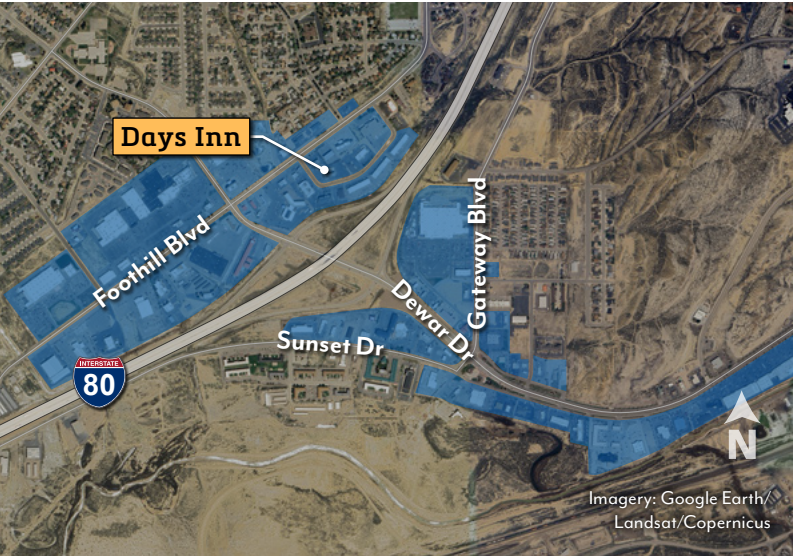 Days Inn
Foothill Blvd
Gateway Blvd
Dewar Dr
Sunset Dr
INTERSTATE
80
N
Imagery: Google Earth/
Landsat/Copernicus